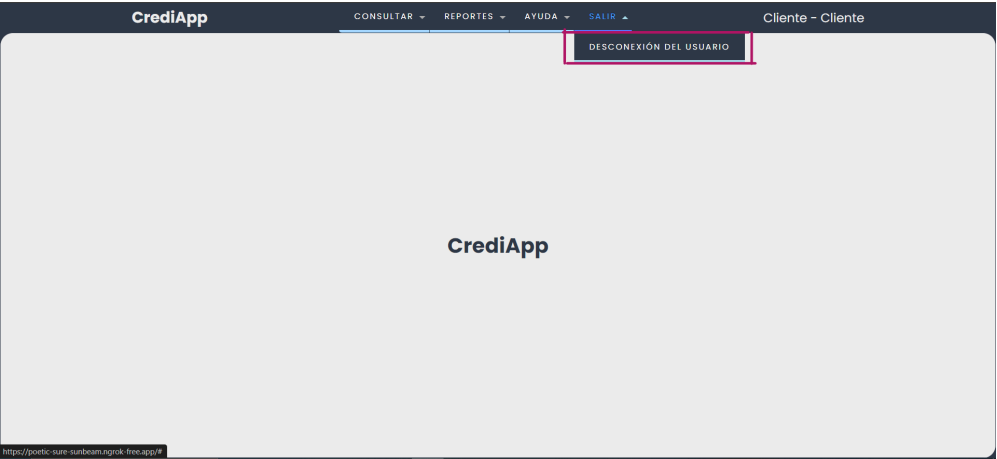 CrediApp
CONSULTAR
REPORTES
AYUDA
SALIR
Cliente - Cliente
DESCONEXIÓN DEL USUARIO
CrediApp
https://poetic-sure-sunbeam.ngrok-free.app/#